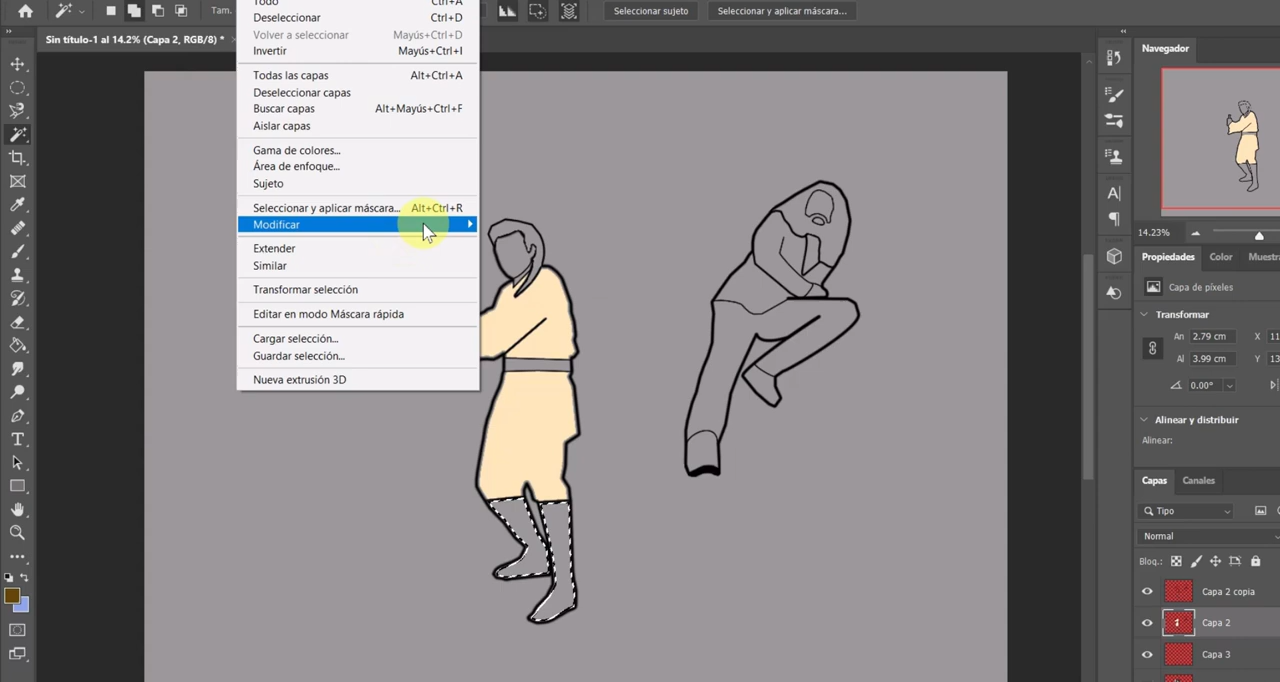 Todo Ctrl+A
Tam.
Seleccionar sujeto
Seleccionar y aplicar máscara...
Deseleccionar Ctrl+D
Volver a seleccionar Mayús+Ctrl+D
Invertir Mayús+Ctrl+I
Todas las capas Alt+Ctrl+A
Deseleccionar capas
Buscar capas Alt+Mayús+Ctrl+F
Aislar capas
Gama de colores...
Área de enfoque...
Sujeto
Seleccionar y aplicar máscara... Alt+Ctrl+R
Modificar
Extender
Similar
Transformar selección
Editar en modo Máscara rápida
Cargar selección...
Guardar selección...
Nueva extrusión 3D
Sin título-1 al 14.2% (Capa 2, RGB/8) *
Navegador
14.23%
Propiedades Color
Capa de píxeles
Transformar
An 2.79 cm X
Al 3.99 cm Y
0.00°
Alinear y distribuir
Alinear:
Capas Canales
Tipo
Normal
Bloq.:
Capa 2 copia
Capa 2
Capa 3